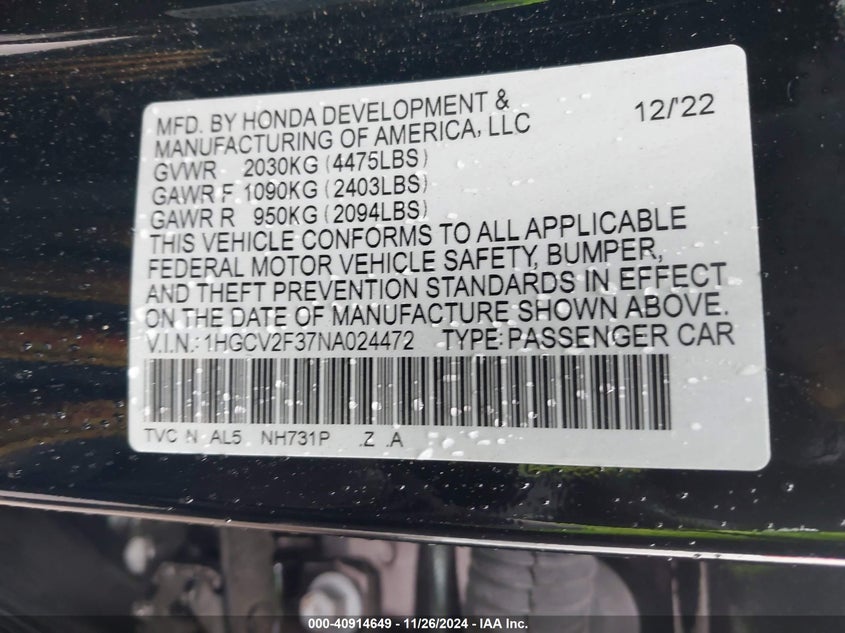 MFD. BY HONDA DEVELOPMENT & 12/'22
MANUFACTURING OF AMERICA, LLC
GVWR 2030KG (4475LBS)
GAWR F 1090KG (2403LBS)
GAWR R 950KG (2094LBS)
THIS VEHICLE CONFORMS TO ALL APPLICABLE
FEDERAL MOTOR VEHICLE SAFETY, BUMPER,
AND THEFT PREVENTION STANDARDS IN EFFECT
ON THE DATE OF MANUFACTURE SHOWN ABOVE.
V.I.N.: 1HGCV2F37NA024472 TYPE: PASSENGER CAR
TVC N AL5 NH731P .Z .A
000-40914649 - 11/26/2024 - IAA Inc.